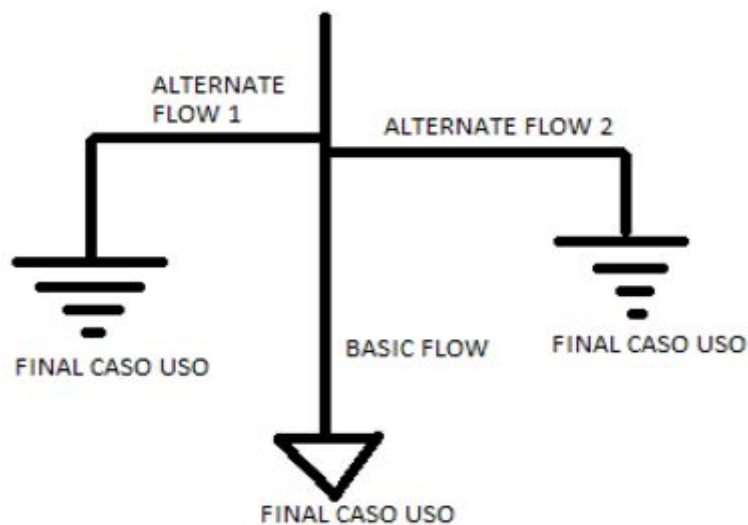 ALTERNATE
FLOW 1
ALTERNATE FLOW 2
BASIC FLOW
FINAL CASO USO
FINAL CASO USO
FINAL CASO USO